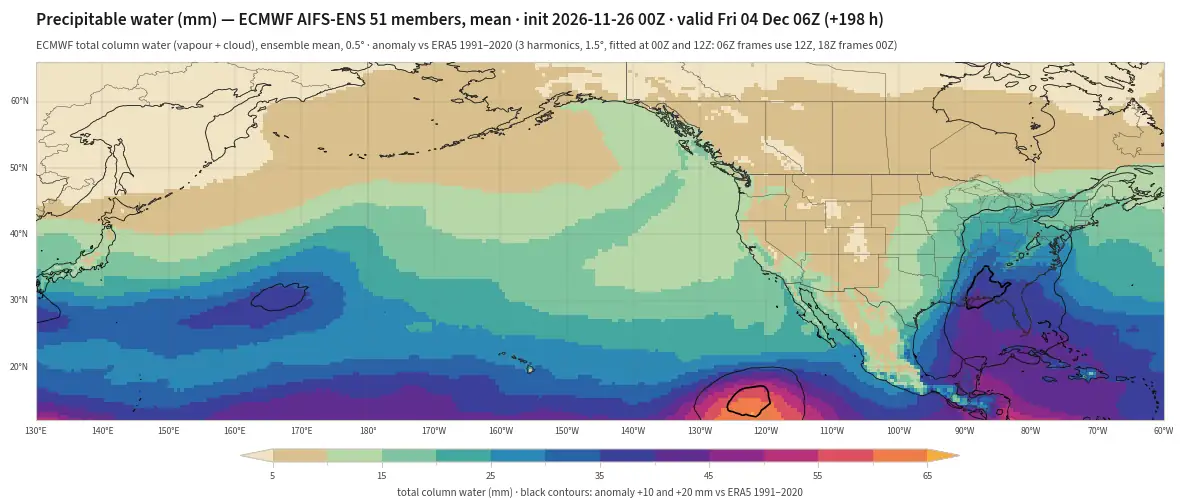 Precipitable water (mm) — ECMWF AIFS-ENS 51 members, mean · init 2026-11-26 00Z · valid Fri 04 Dec 06Z (+198 h)
ECMWF total column water (vapour + cloud), ensemble mean, 0.5° · anomaly vs ERA5 1991–2020 (3 harmonics, 1.5°, fitted at 00Z and 12Z: 06Z frames use 12Z, 18Z frames 00Z)
60°N
50°N
40°N
30°N
20°N
130°E 140°E 150°E 160°E 170°E 180° 170°W 160°W 150°W 140°W 130°W 120°W 110°W 100°W 90°W 80°W 70°W 60°W
5 15 25 35 45 55 65
total column water (mm) · black contours: anomaly +10 and +20 mm vs ERA5 1991–2020